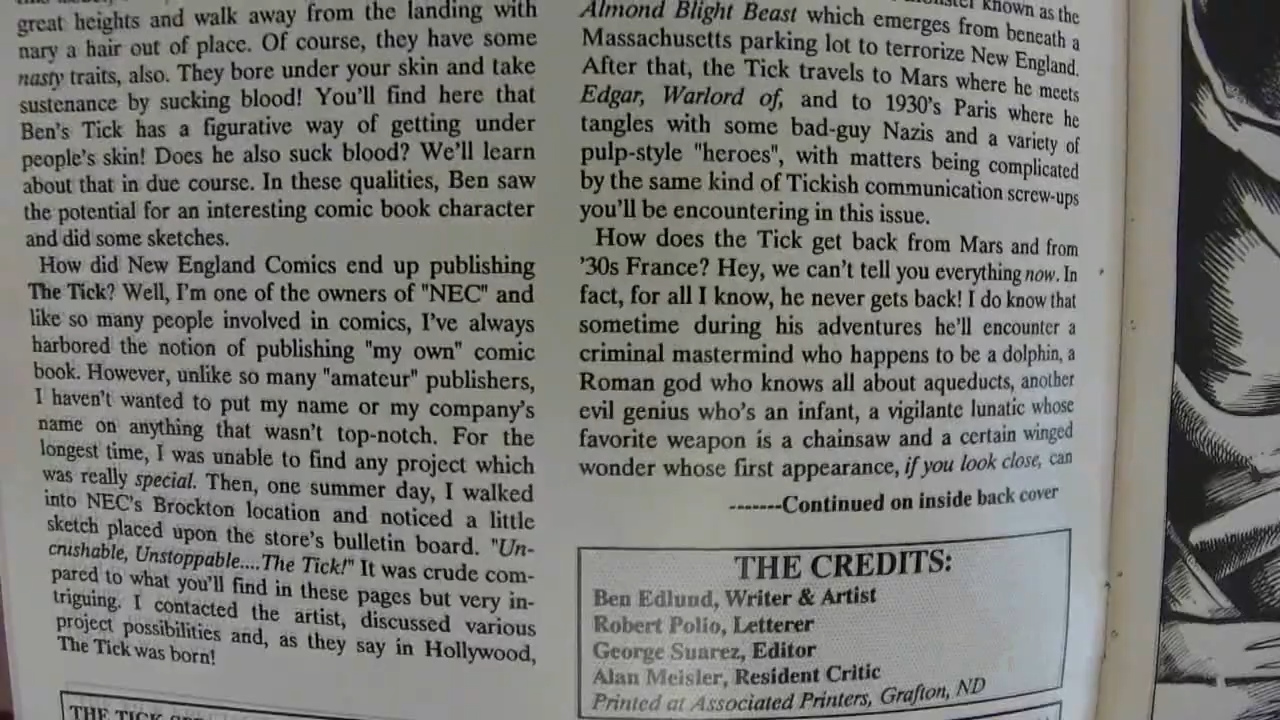 great heights and walk away from the landing with
nary a hair out of place. Of course, they have some
nasty traits, also. They bore under your skin and take
sustenance by sucking blood! You'll find here that
Ben's Tick has a figurative way of getting under
people's skin! Does he also suck blood? We'll learn
about that in due course. In these qualities, Ben saw
the potential for an interesting comic book character
and did some sketches.
How did New England Comics end up publishing
The Tick? Well, I'm one of the owners of "NEC" and
like so many people involved in comics, I've always
harbored the notion of publishing "my own" comic
book. However, unlike so many "amateur" publishers,
I haven't wanted to put my name or my company's
name on anything that wasn't top-notch. For the
longest time, I was unable to find any project which
was really special. Then, one summer day, I walked
into NEC's Brockton location and noticed a little
sketch placed upon the store's bulletin board. "Un-
crushable, Unstoppable....The Tick!" It was crude com-
pared to what you'll find in these pages but very in-
triguing. I contacted the artist, discussed various
project possibilities and, as they say in Hollywood,
The Tick was born!
THE TICK
known as the
Almond Blight Beast which emerges from beneath a
Massachusetts parking lot to terrorize New England.
After that, the Tick travels to Mars where he meets
Edgar, Warlord of, and to 1930's Paris where he
tangles with some bad-guy Nazis and a variety of
pulp-style "heroes", with matters being complicated
by the same kind of Tickish communication screw-ups
you'll be encountering in this issue.
How does the Tick get back from Mars and from
'30s France? Hey, we can't tell you everything now. In
fact, for all I know, he never gets back! I do know that
sometime during his adventures he'll encounter a
criminal mastermind who happens to be a dolphin, a
Roman god who knows all about aqueducts, another
evil genius who's an infant, a vigilante lunatic whose
favorite weapon is a chainsaw and a certain winged
wonder whose first appearance, if you look close, can
-------Continued on inside back cover
THE CREDITS:
Ben Edlund, Writer & Artist
Robert Polio, Letterer
George Suarez, Editor
Alan Meisler, Resident Critic
Printed at Associated Printers, Grafton, ND